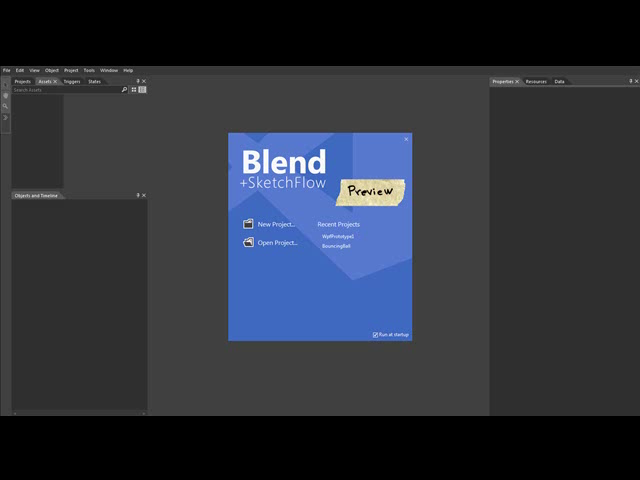 File Edit View Object Project Tools Window Help
Projects Assets Triggers States
Search Assets
Objects and Timeline
Properties Resources Data
Blend
+SketchFlow
Preview
New Project...
Open Project...
Recent Projects
WpfPrototype1
BouncingBall
Run at startup